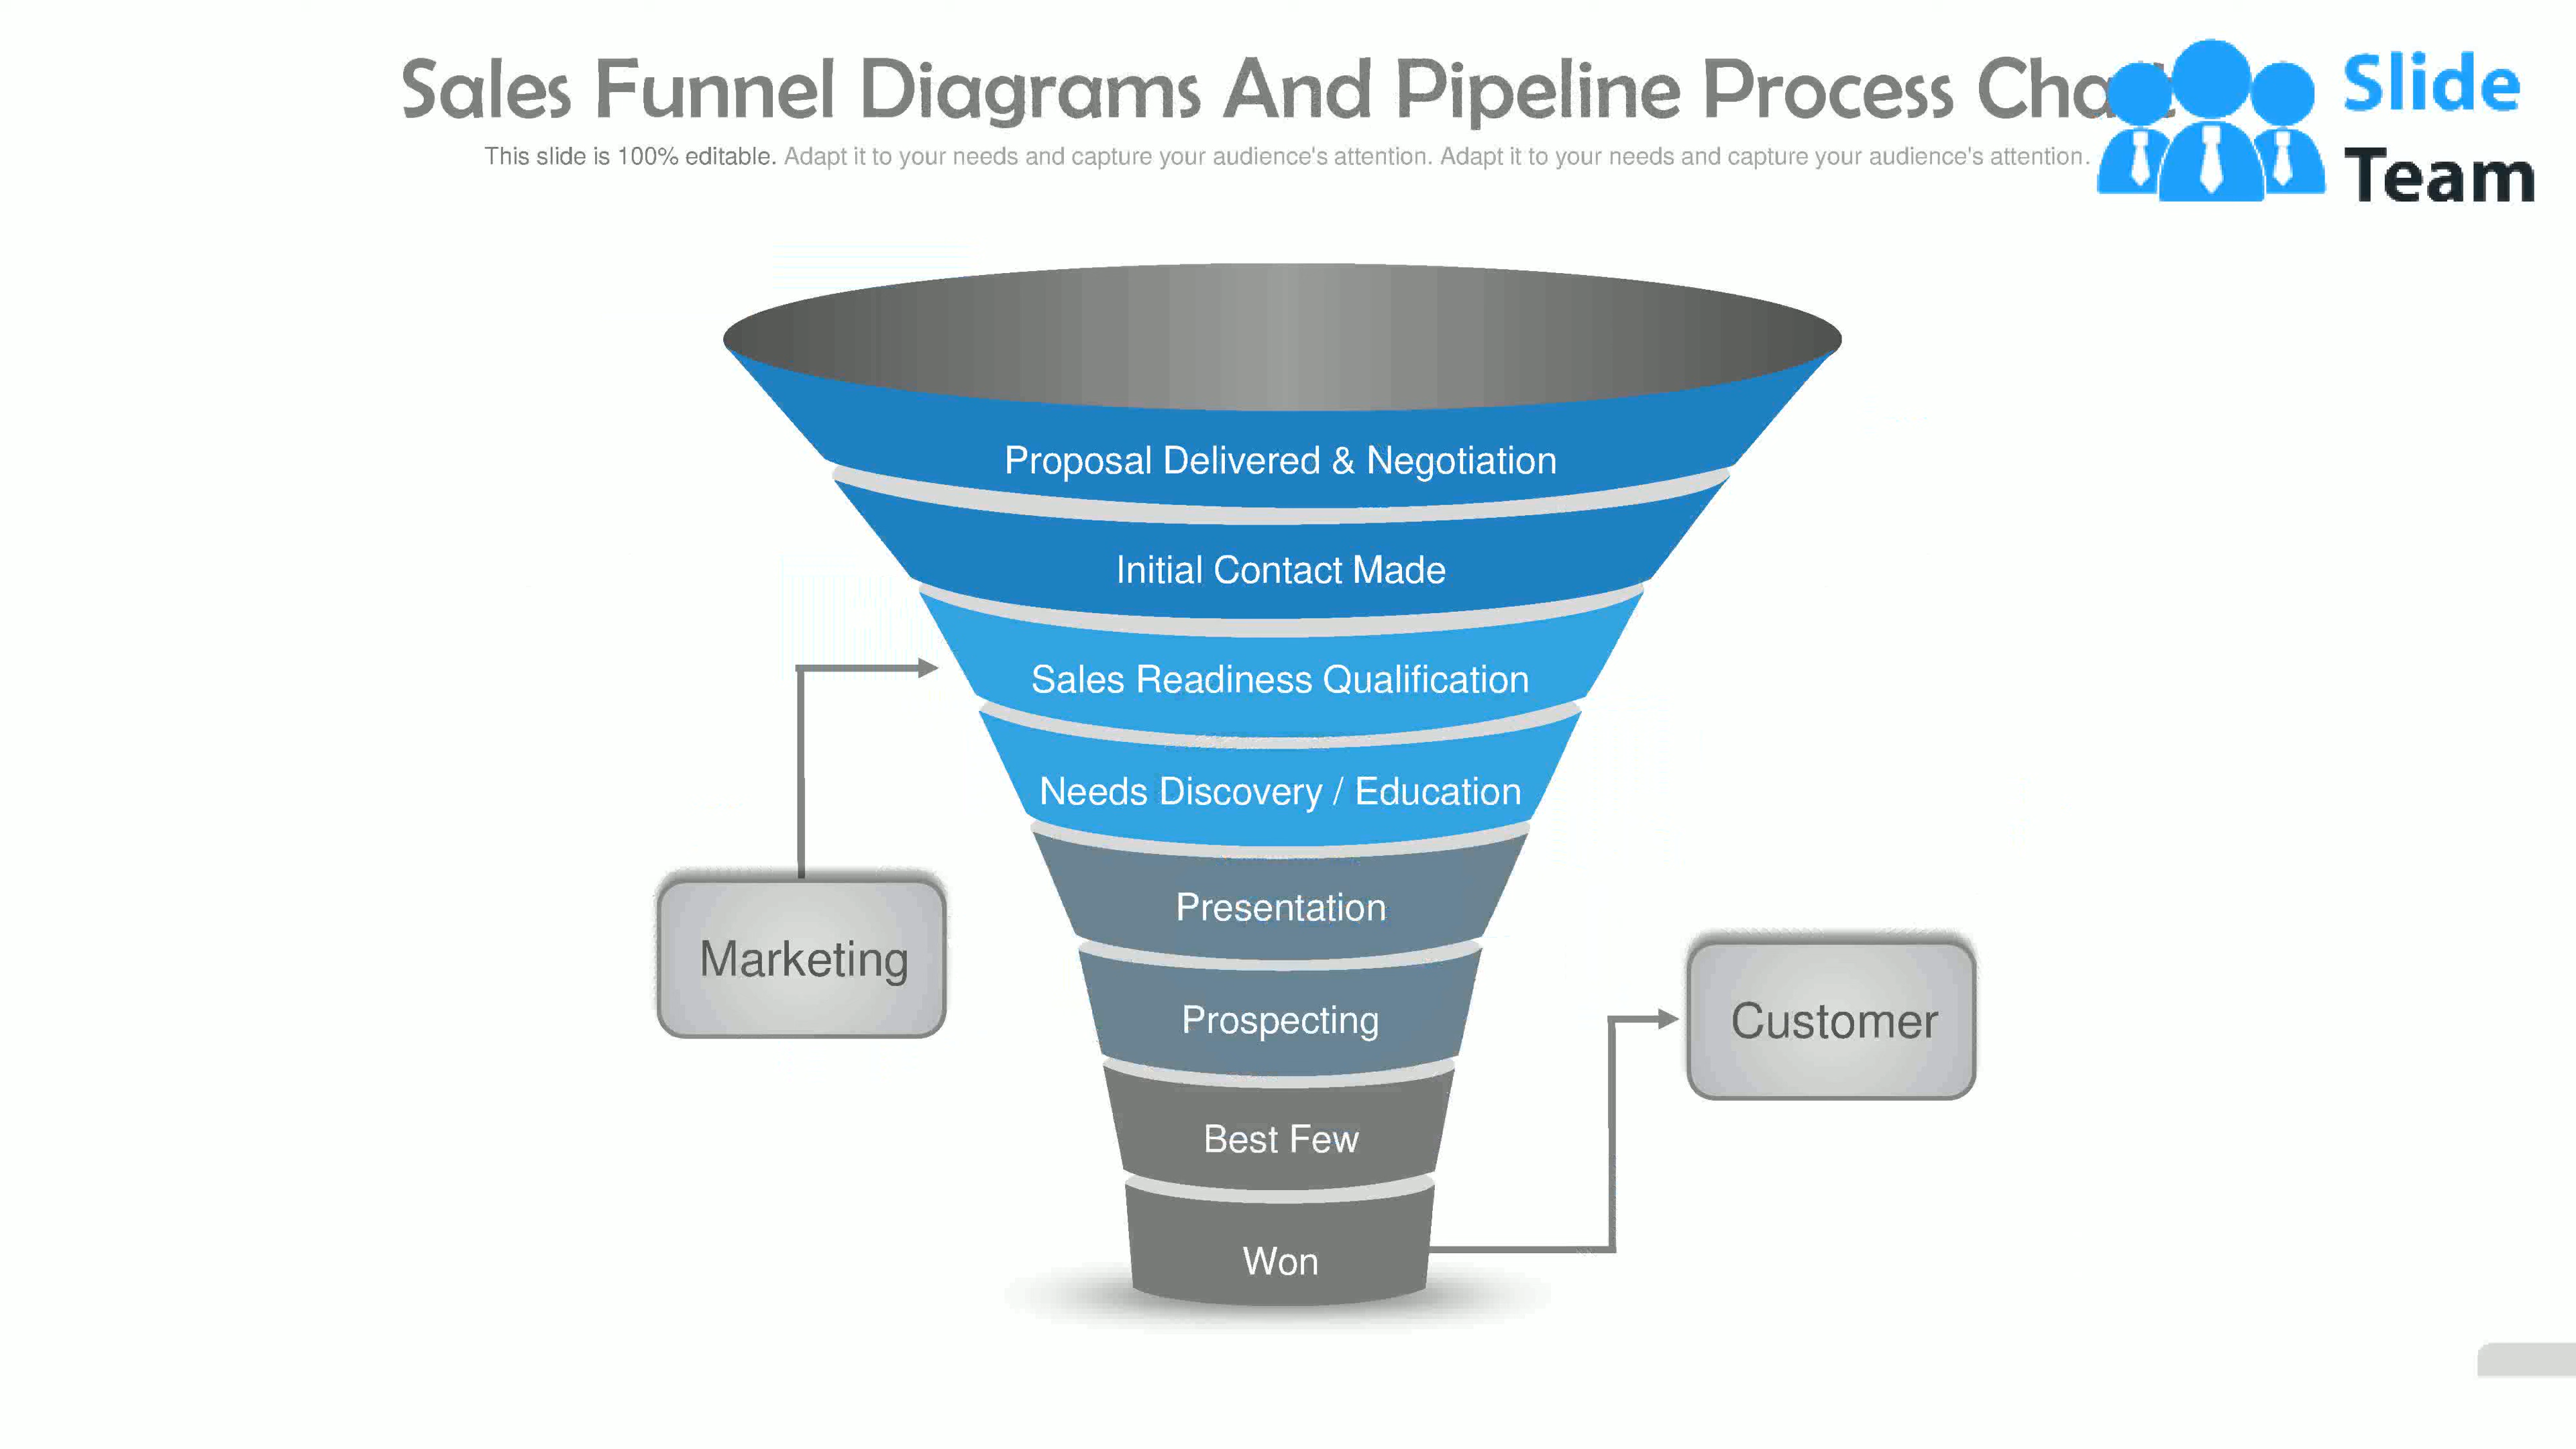 Sales Funnel Diagrams And Pipeline Process
This slide is 100% editable. Adapt it to your needs and capture your audience's attention. Adapt it to your needs and capture your audience's attention.
Slide
Team
Proposal Delivered & Negotiation
Initial Contact Made
Sales Readiness Qualification
Needs Discovery / Education
Presentation
Marketing
Prospecting
Customer
Best Few
Won